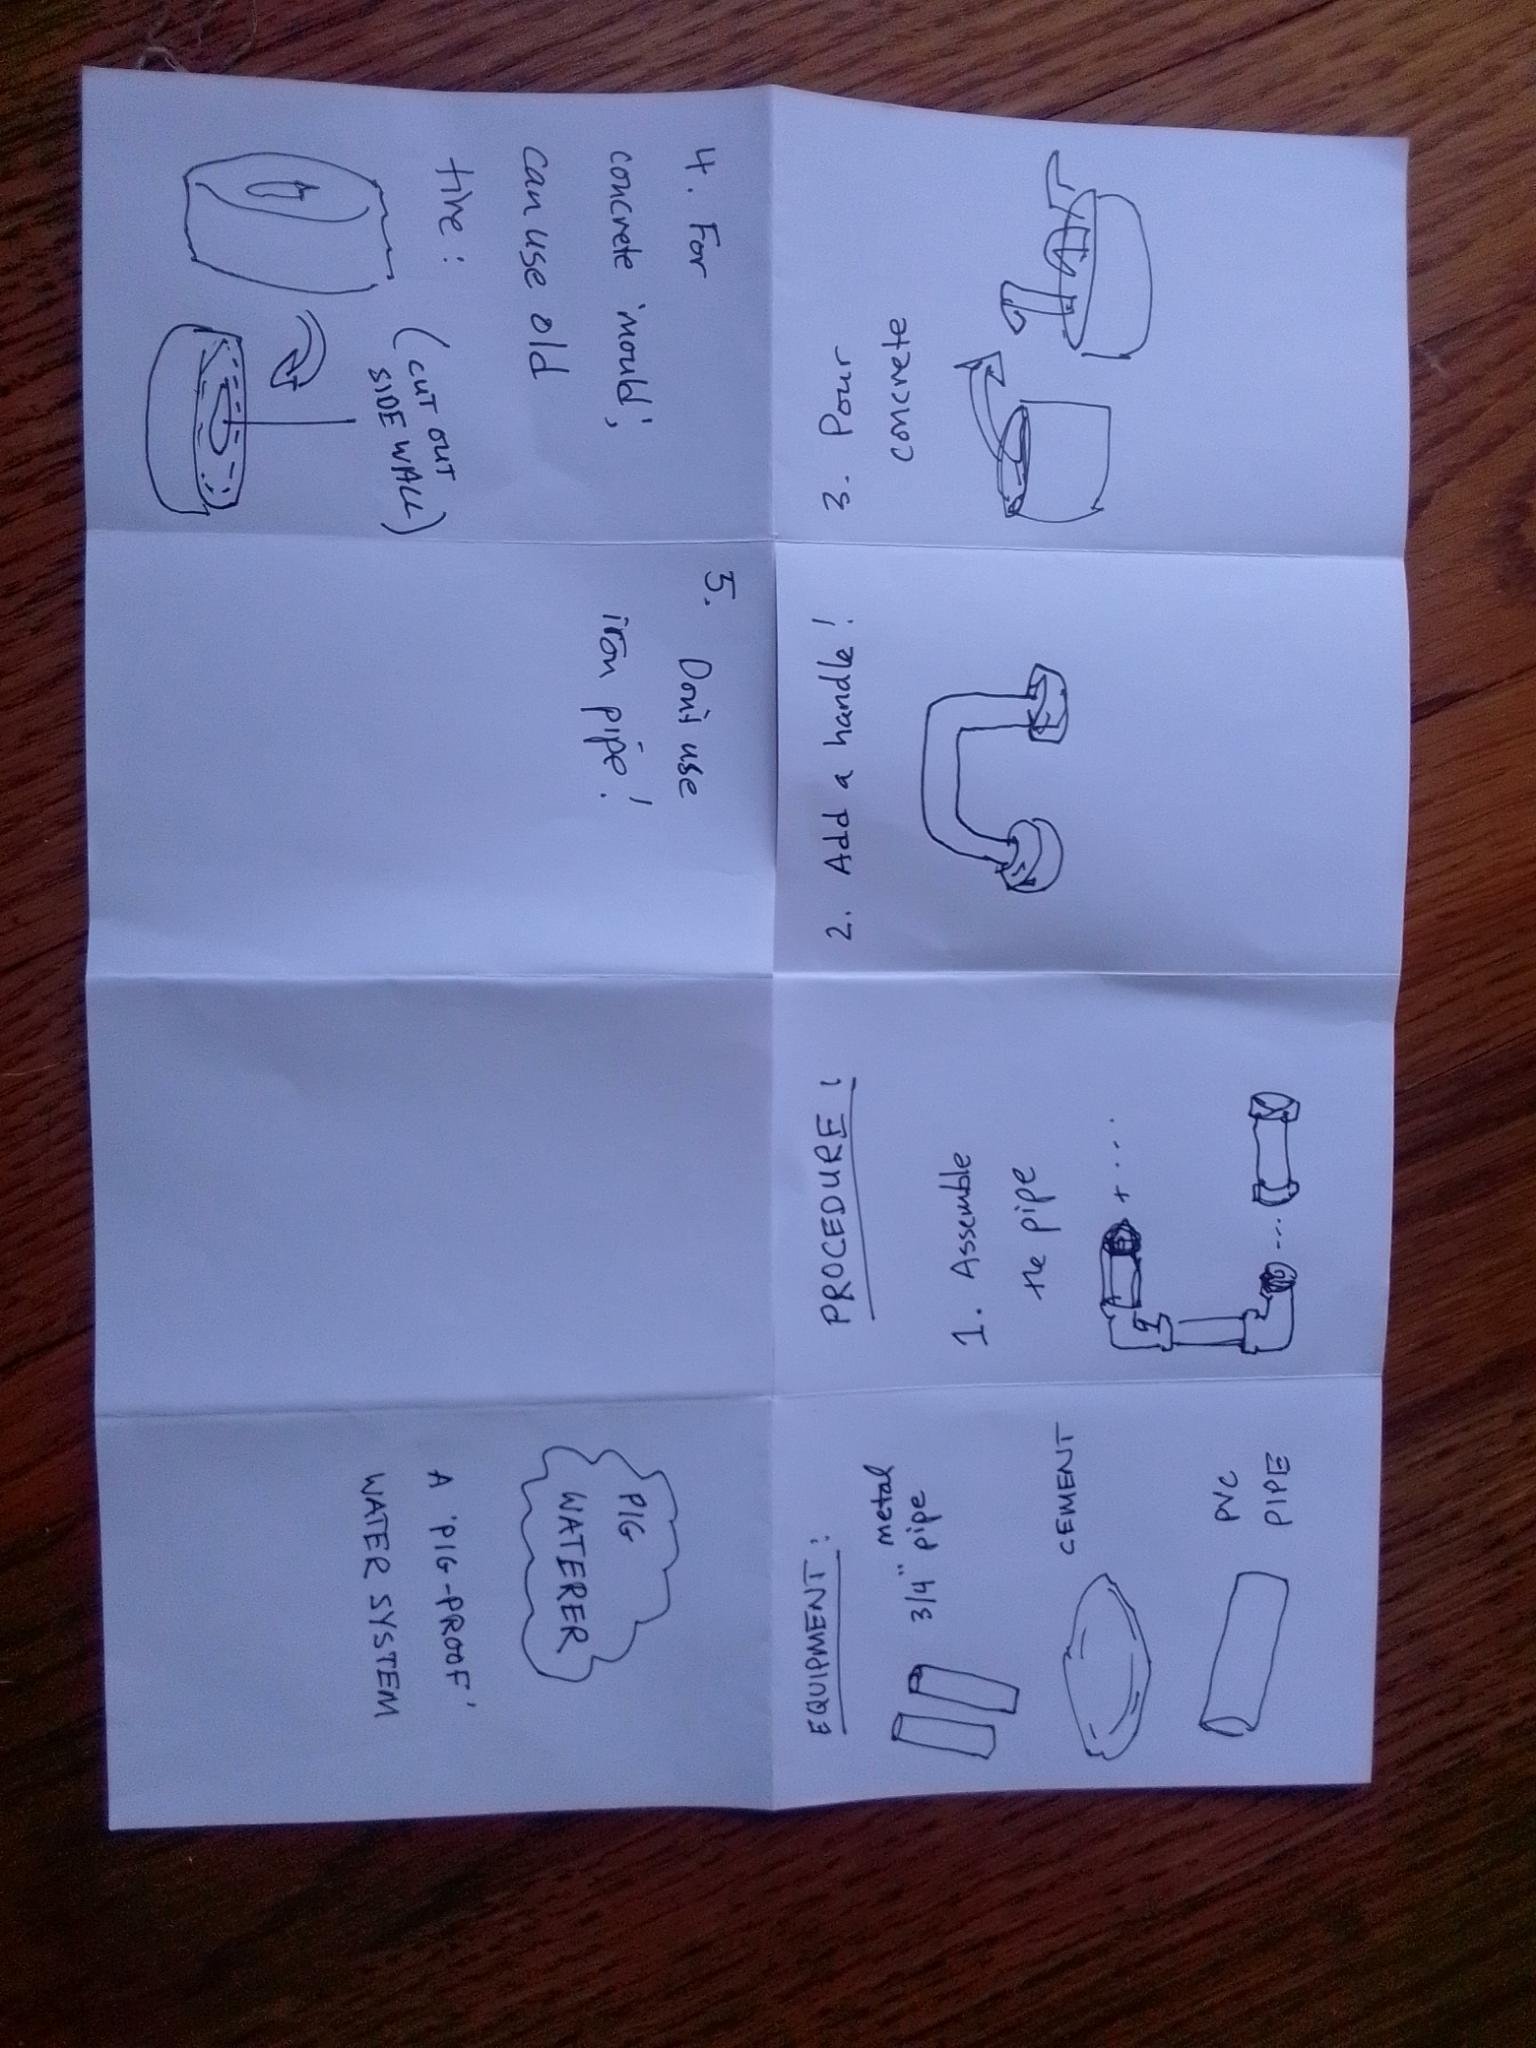 PIG
WATERER
A 'PIG-PROOF'
WATER SYSTEM
EQUIPMENT:
metal
3/4" pipe
CEMENT
PVC
PIPE
PROCEDURE:
1. Assemble
the pipe
+ ....
...
2. Add a handle!
3. Pour
concrete
4. For
concrete 'mould',
can use old
tire:
(CUT OUT
SIDE WALL)
5. Don't use
iron pipe!